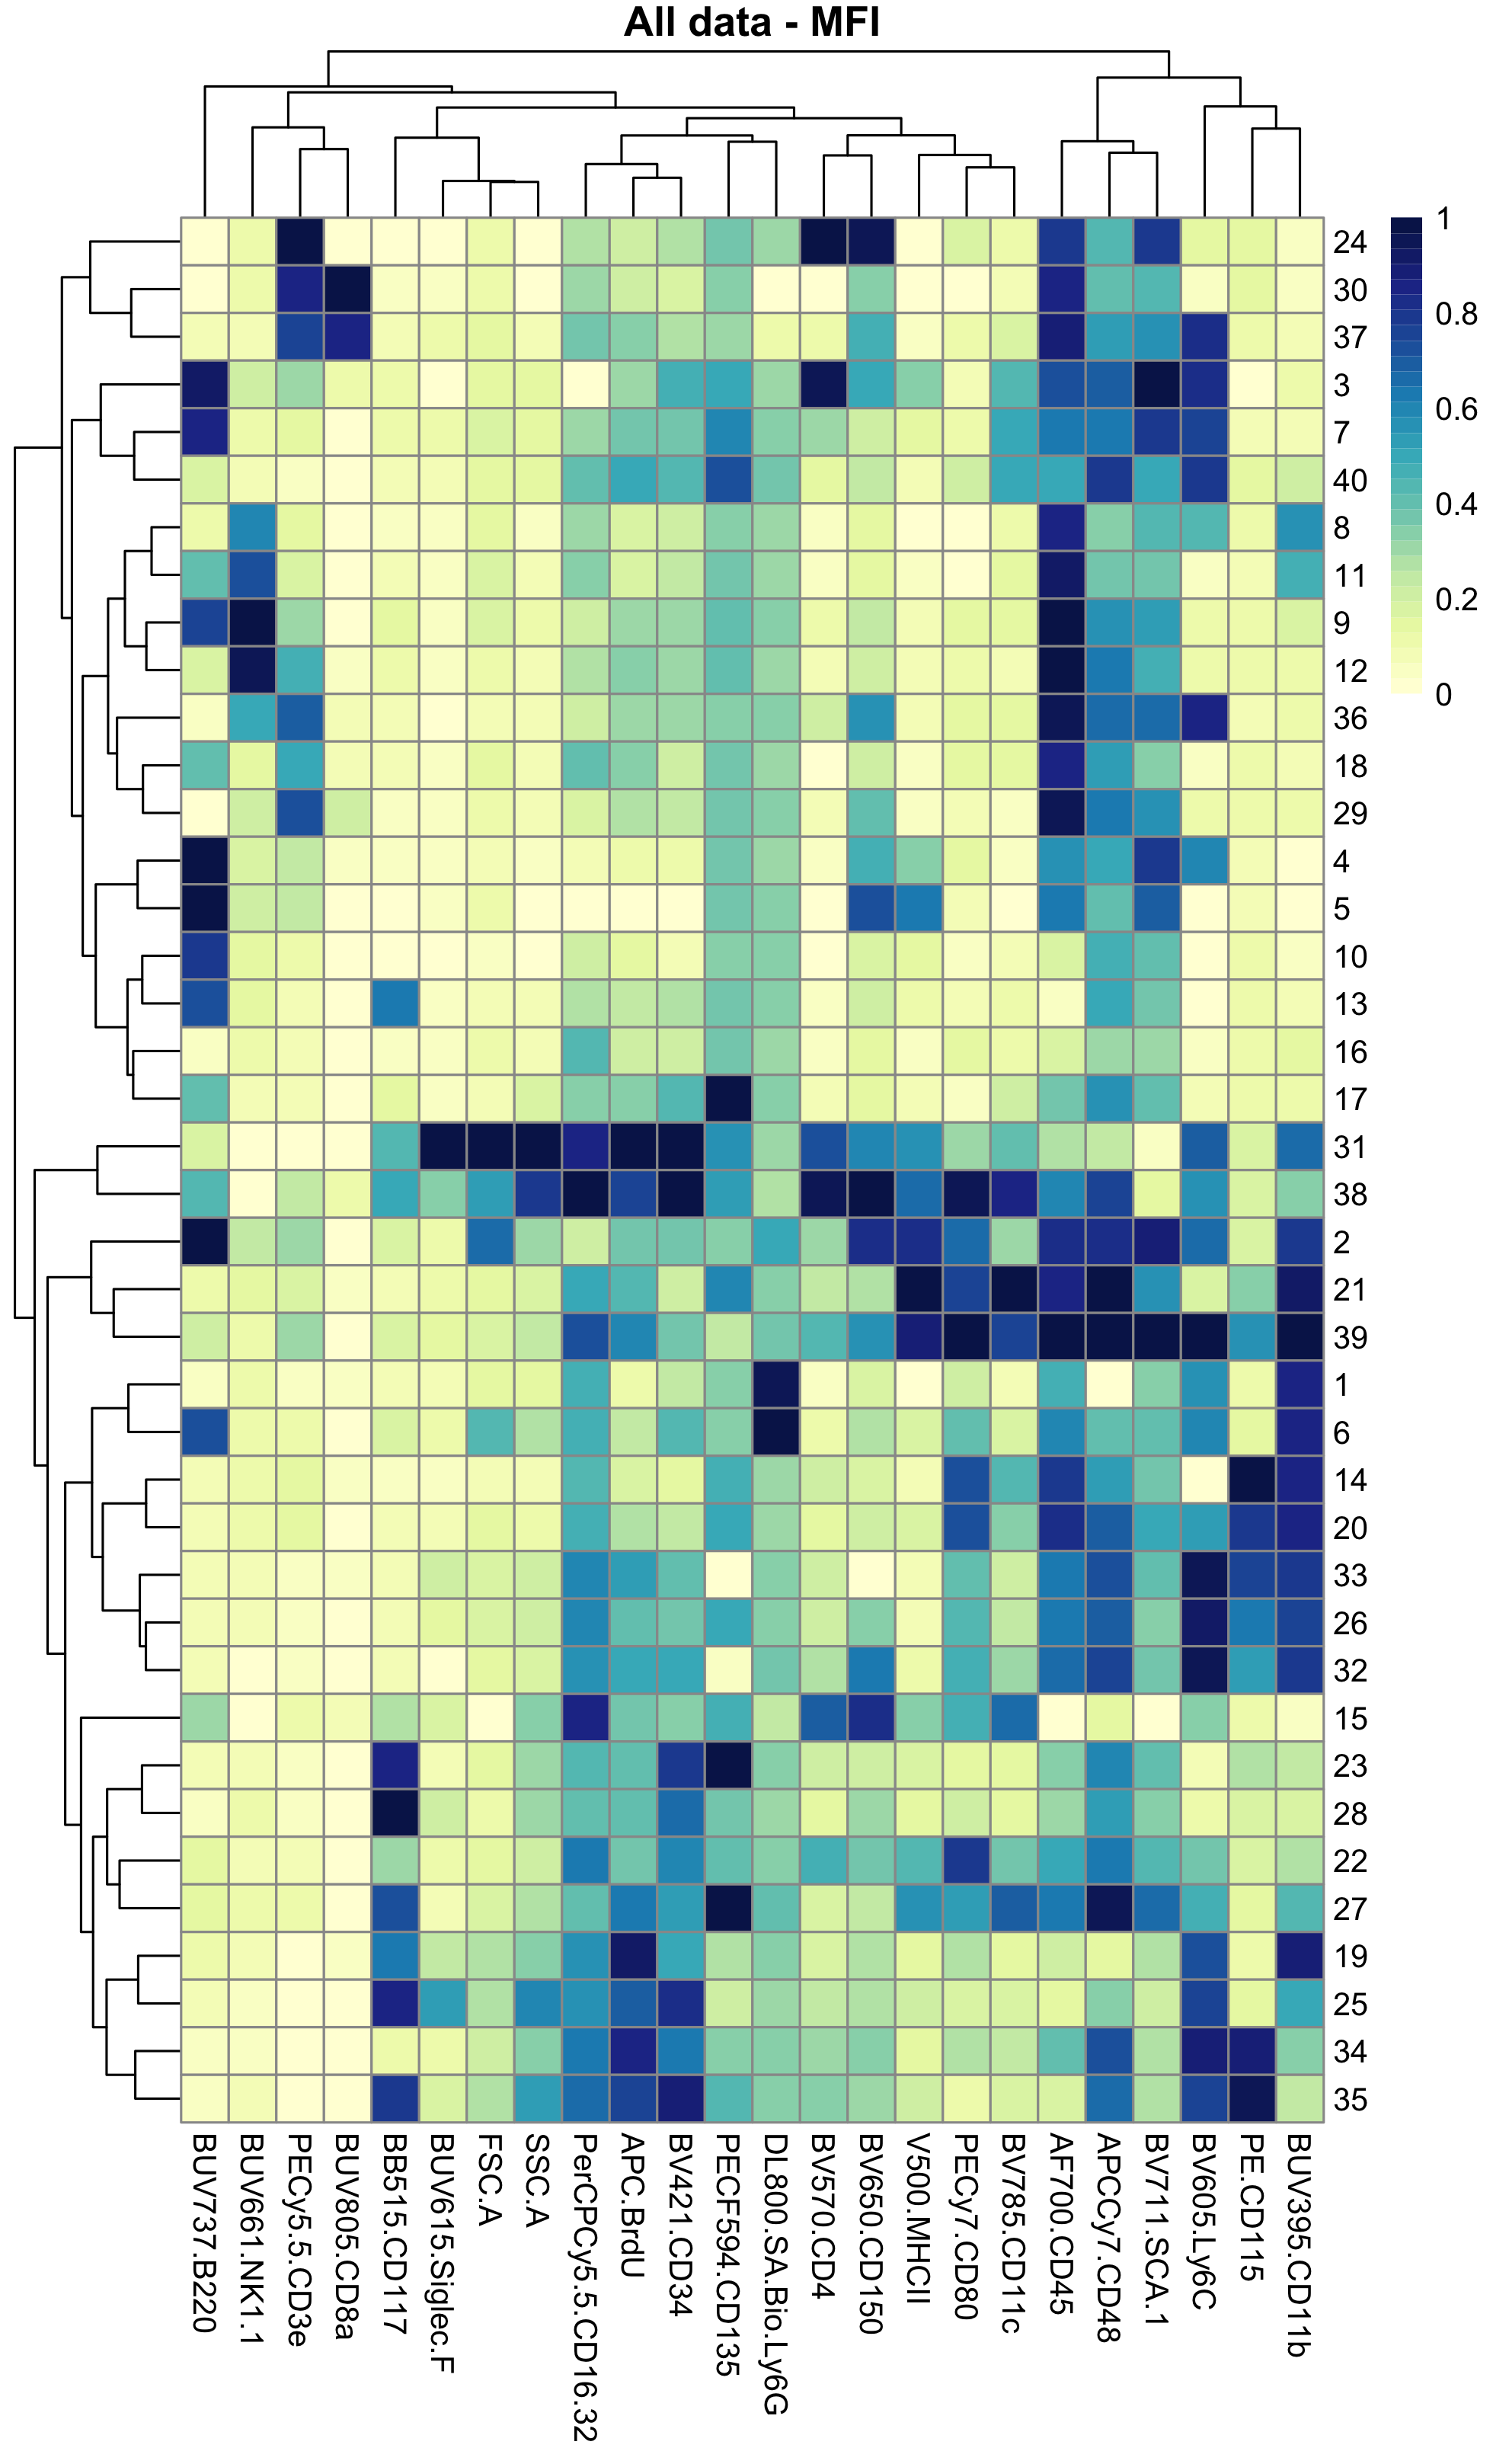 All data - MFI
24
30
37
3
7
40
8
11
9
12
36
18
29
4
5
10
13
16
17
31
38
2
21
39
1
6
14
20
33
26
32
15
23
28
22
27
19
25
34
35
1
0.8
0.6
0.4
0.2
0
BUV737.B220
BUV661.NK1.1
PECy5.5.CD3e
BUV805.CD8a
BB515.CD117
BUV615.Siglec.F
FSC.A
SSC.A
PerCPCy5.5.CD16.32
APC.BrdU
BV421.CD34
PECF594.CD135
DL800.SA.Bio.Ly6G
BV570.CD4
BV650.CD150
V500.MHCII
PECy7.CD80
BV785.CD11c
AF700.CD45
APCCy7.CD48
BV711.SCA.1
BV605.Ly6C
PE.CD115
BUV395.CD11b